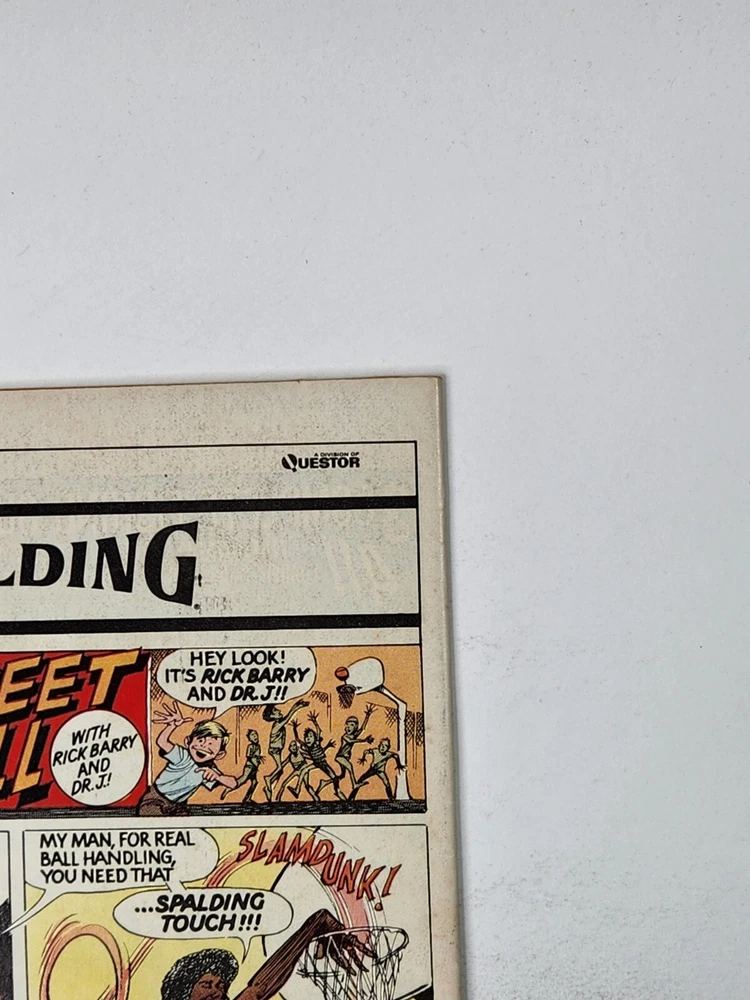 A DIVISION OF
QUESTOR
LDING
EET
WITH
RICK BARRY
AND
DR. J!
HEY LOOK!
IT'S RICK BARRY
AND DR. J!!
MY MAN, FOR REAL
BALL HANDLING,
YOU NEED THAT
...SPALDING
TOUCH!!!
SLAMDUNK!